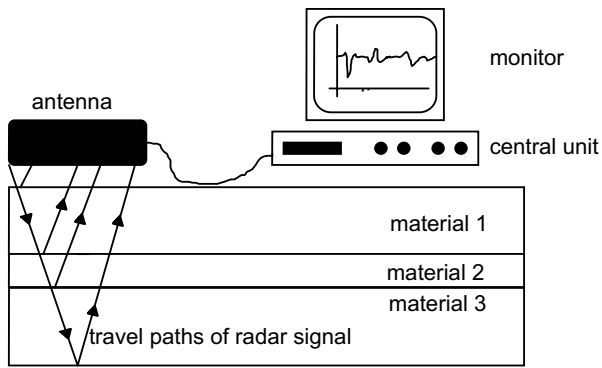 monitor
antenna
central unit
material 1
material 2
material 3
travel paths of radar signal